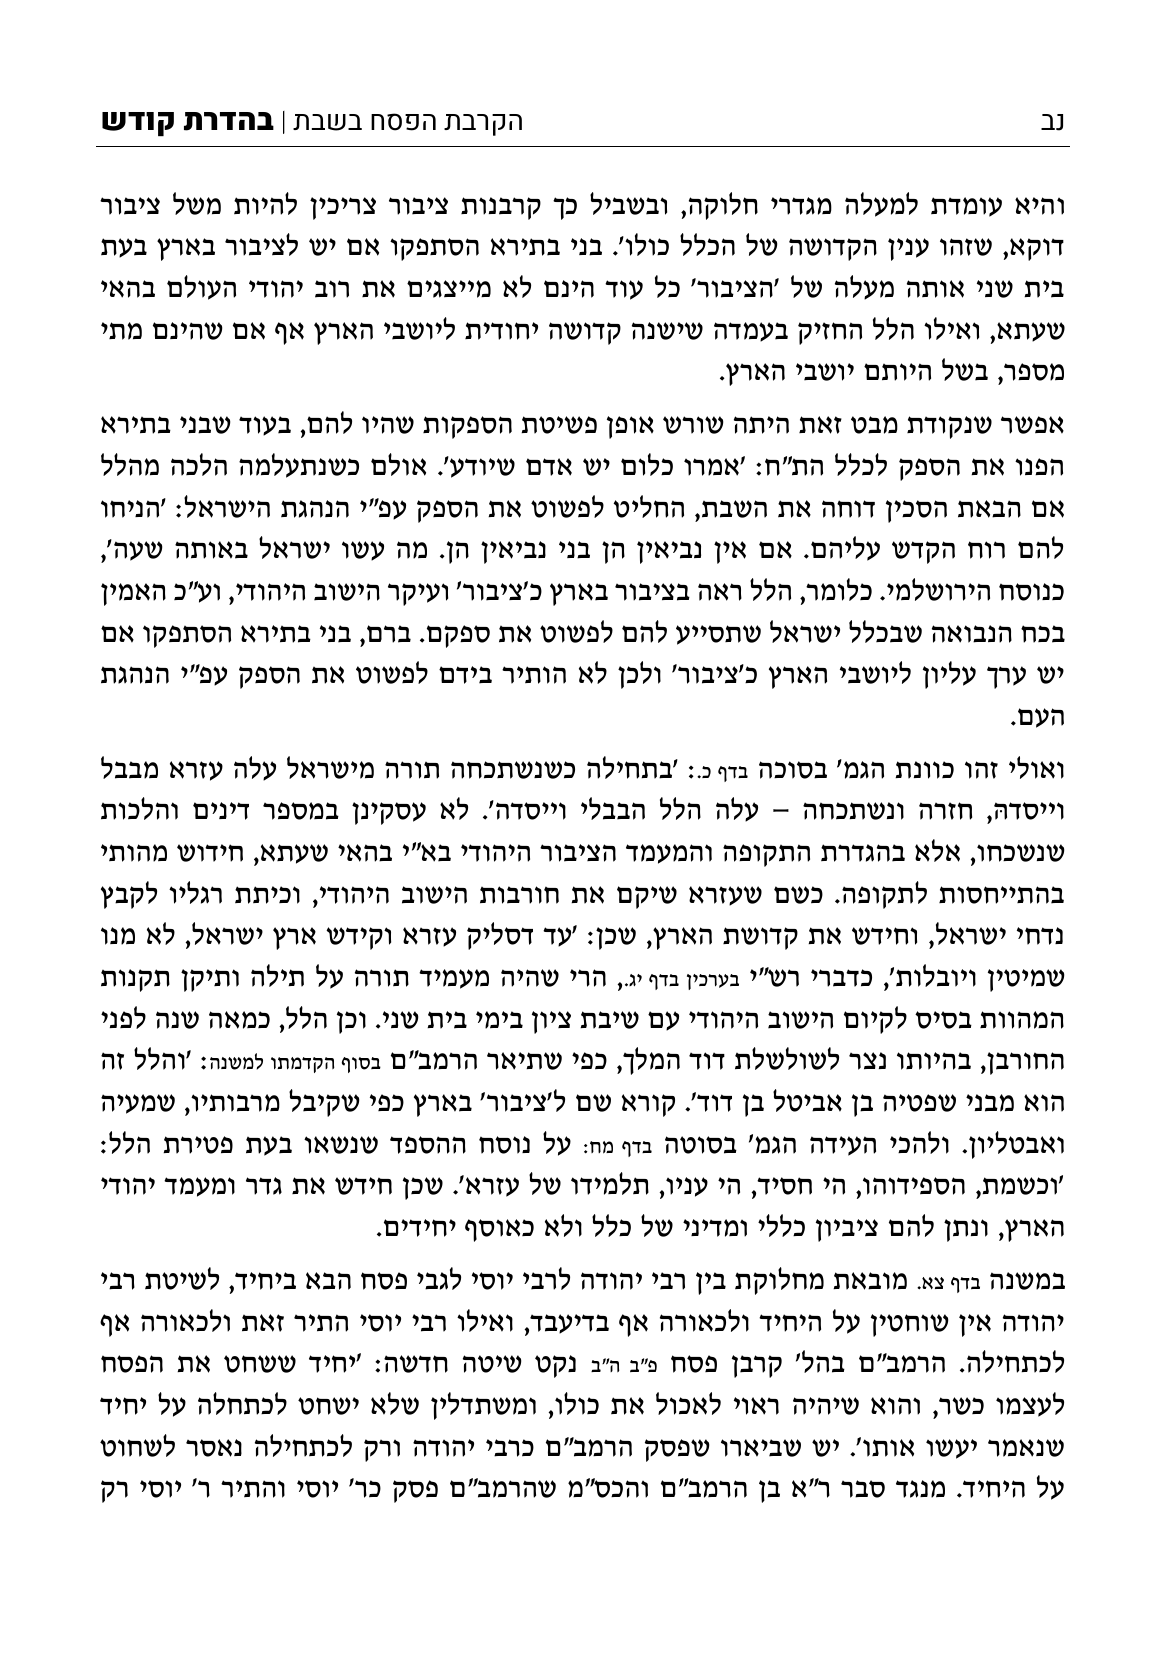 נב הקרבת הפסח בשבת | בהדרת קודש
והיא עומדת למעלה מגדרי חלוקה, ובשביל כך קרבנות ציבור צריכין להיות משל ציבור
דוקא, שזהו ענין הקדושה של הכלל כולו'. בני בתירא הסתפקו אם יש לציבור בארץ בעת
בית שני אותה מעלה של 'הציבור' כל עוד הינם לא מייצגים את רוב יהודי העולם בהאי
שעתא, ואילו הלל החזיק בעמדה שישנה קדושה יחודית ליושבי הארץ אף אם שהינם מתי
מספר, בשל היותם יושבי הארץ.
אפשר שנקודת מבט זאת היתה שורש אופן פשיטת הספקות שהיו להם, בעוד שבני בתירא
הפנו את הספק לכלל הת"ח: 'אמרו כלום יש אדם שיודע'. אולם כשנתעלמה הלכה מהלל
אם הבאת הסכין דוחה את השבת, החליט לפשוט את הספק עפ"י הנהגת הישראל: 'הניחו
להם רוח הקדש עליהם. אם אין נביאין הן בני נביאין הן. מה עשו ישראל באותה שעה',
כנוסח הירושלמי. כלומר, הלל ראה בציבור בארץ כ'ציבור' ועיקר הישוב היהודי, וע"כ האמין
בכח הנבואה שבכלל ישראל שתסייע להם לפשוט את ספקם. ברם, בני בתירא הסתפקו אם
יש ערך עליון ליושבי הארץ כ'ציבור' ולכן לא הותיר בידם לפשוט את הספק עפ"י הנהגת
העם.
ואולי זהו כוונת הגמ' בסוכה בדף כ.: 'בתחילה כשנשתכחה תורה מישראל עלה עזרא מבבל
וייסדהּ, חזרה ונשתכחה – עלה הלל הבבלי וייסדה'. לא עסקינן במספר דינים והלכות
שנשכחו, אלא בהגדרת התקופה והמעמד הציבור היהודי בא"י בהאי שעתא, חידוש מהותי
בהתייחסות לתקופה. כשם שעזרא שיקם את חורבות הישוב היהודי, וכיתת רגליו לקבץ
נדחי ישראל, וחידש את קדושת הארץ, שכן: 'עד דסליק עזרא וקידש ארץ ישראל, לא מנו
שמיטין ויובלות', כדברי רש"י בערכין בדף יג., הרי שהיה מעמיד תורה על תילה ותיקן תקנות
המהוות בסיס לקיום הישוב היהודי עם שיבת ציון בימי בית שני. וכן הלל, כמאה שנה לפני
החורבן, בהיותו נצר לשולשלת דוד המלך, כפי שתיאר הרמב"ם בסוף הקדמתו למשנה: 'והלל זה
הוא מבני שפטיה בן אביטל בן דוד'. קורא שם ל'ציבור' בארץ כפי שקיבל מרבותיו, שמעיה
ואבטליון. ולהכי העידה הגמ' בסוטה בדף מח: על נוסח ההספד שנשאו בעת פטירת הלל:
'וכשמת, הספידוהו, הי חסיד, הי עניו, תלמידו של עזרא'. שכן חידש את גדר ומעמד יהודי
הארץ, ונתן להם ציביון כללי ומדיני של כלל ולא כאוסף יחידים.
במשנה בדף צא. מובאת מחלוקת בין רבי יהודה לרבי יוסי לגבי פסח הבא ביחיד, לשיטת רבי
יהודה אין שוחטין על היחיד ולכאורה אף בדיעבד, ואילו רבי יוסי התיר זאת ולכאורה אף
לכתחילה. הרמב"ם בהל' קרבן פסח פ"ב ה"ב נקט שיטה חדשה: 'יחיד ששחט את הפסח
לעצמו כשר, והוא שיהיה ראוי לאכול את כולו, ומשתדלין שלא ישחט לכתחלה על יחיד
שנאמר יעשו אותו'. יש שביארו שפסק הרמב"ם כרבי יהודה ורק לכתחילה נאסר לשחוט
על היחיד. מנגד סבר ר"א בן הרמב"ם והכס"מ שהרמב"ם פסק כר' יוסי והתיר ר' יוסי רק